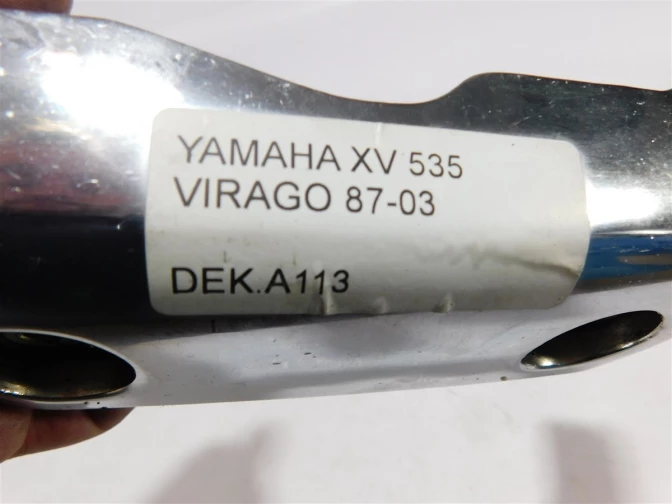 YAMAHA XV 535
VIRAGO 87-03
DEK.A113